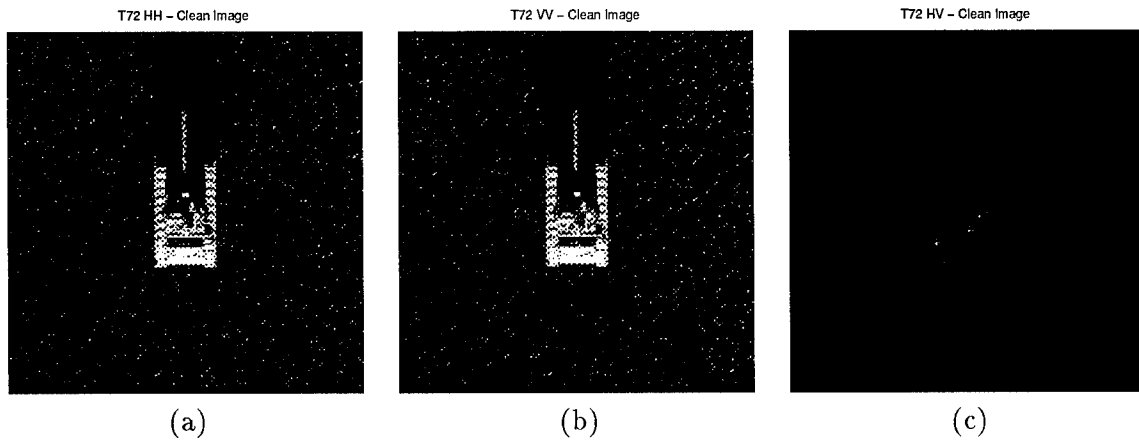 T72 HH – Clean Image
T72 VV – Clean Image
T72 HV – Clean Image
(a)
(b)
(c)